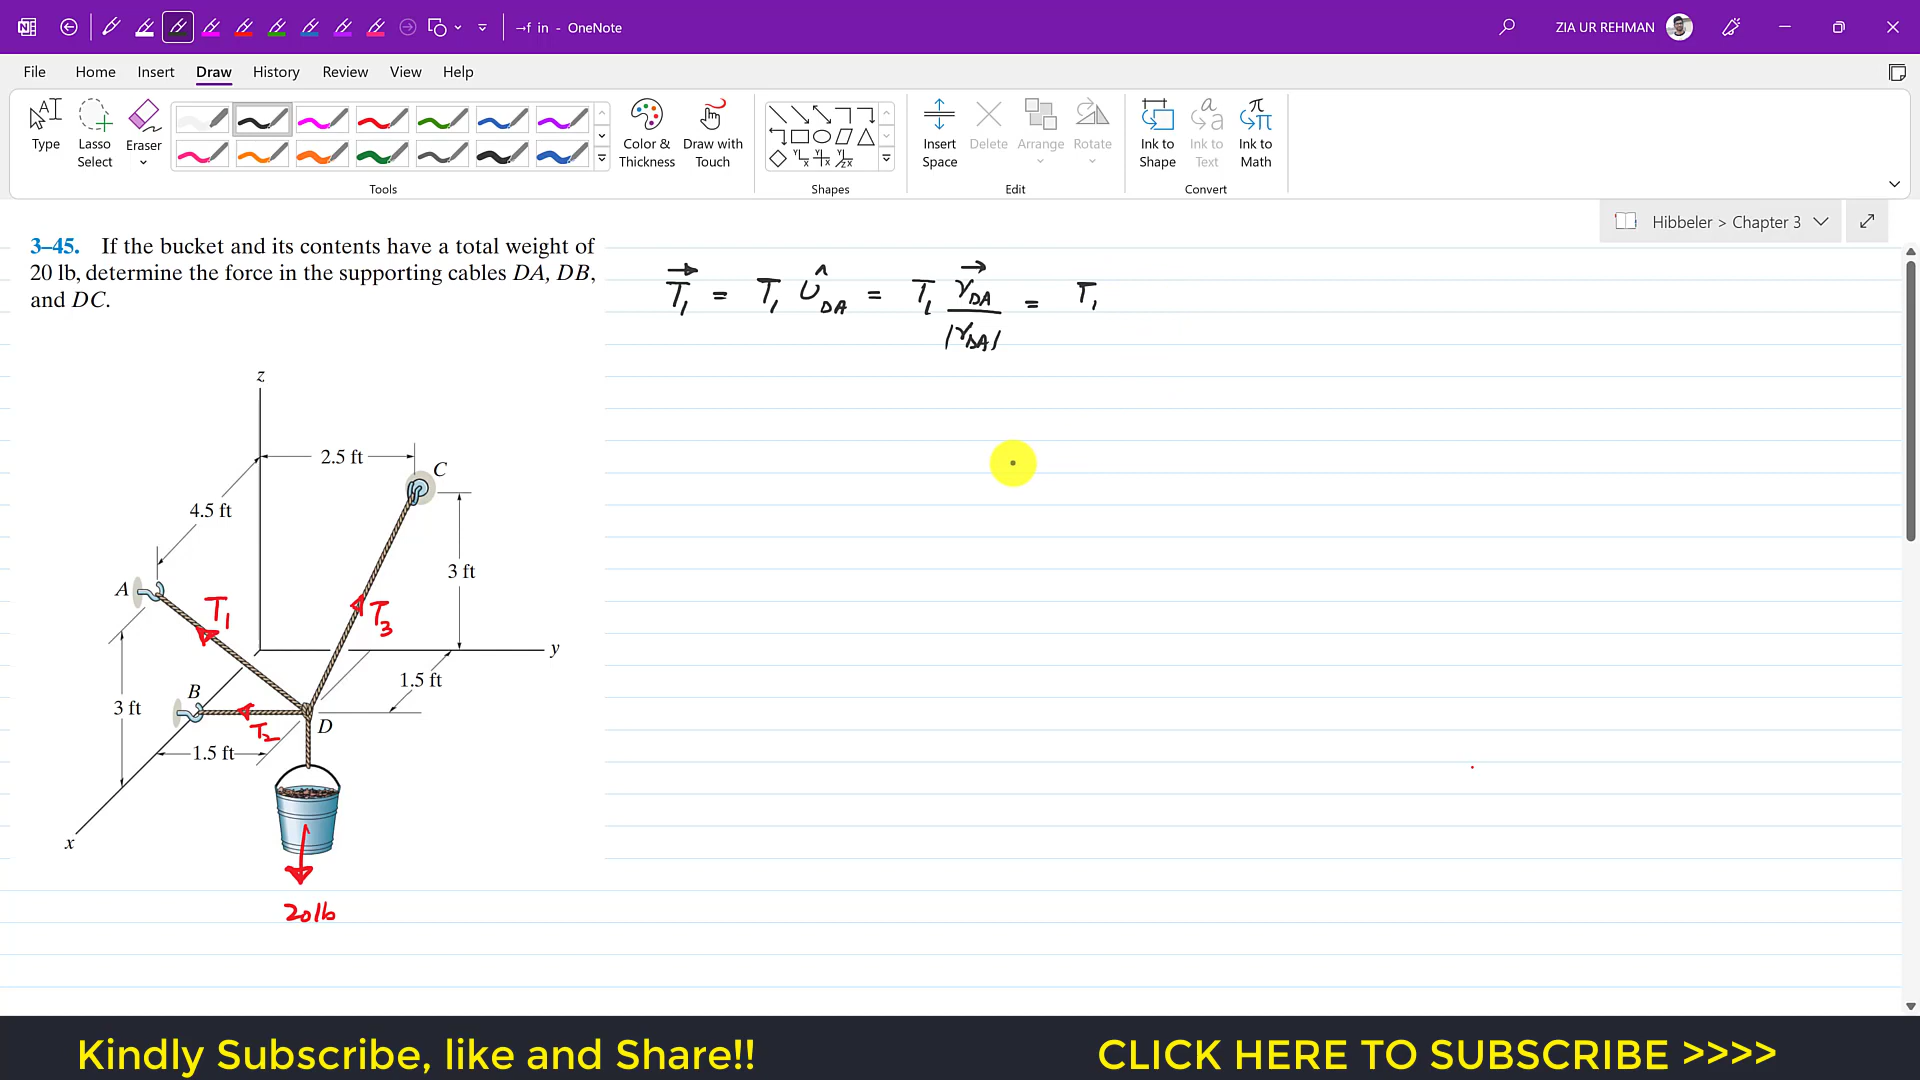 →f in - OneNote
ZIA UR REHMAN
File Home Insert Draw History Review View Help
Type
Lasso Select
Eraser
Color & Thickness
Draw with Touch
Insert Space
Delete
Arrange
Rotate
Ink to Shape
Ink to Text
Ink to Math
Tools
Shapes
Edit
Convert
Hibbeler > Chapter 3
3–45. If the bucket and its contents have a total weight of
20 lb, determine the force in the supporting cables DA, DB,
and DC.
T₁ = T₁ U_DA = T₁ r_DA / |r_DA| = T₁
z
2.5 ft
C
4.5 ft
3 ft
A
T₁
T₃
y
1.5 ft
B
3 ft
T₂
D
1.5 ft
x
20lb
Kindly Subscribe, like and Share!!
CLICK HERE TO SUBSCRIBE >>>>